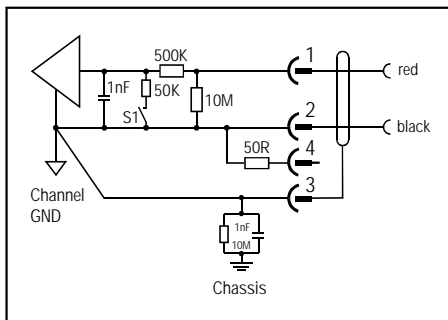 500K
1
red
1nF
50K
10M
S1
2
black
50R
4
Channel
GND
3
1nF
10M
Chassis